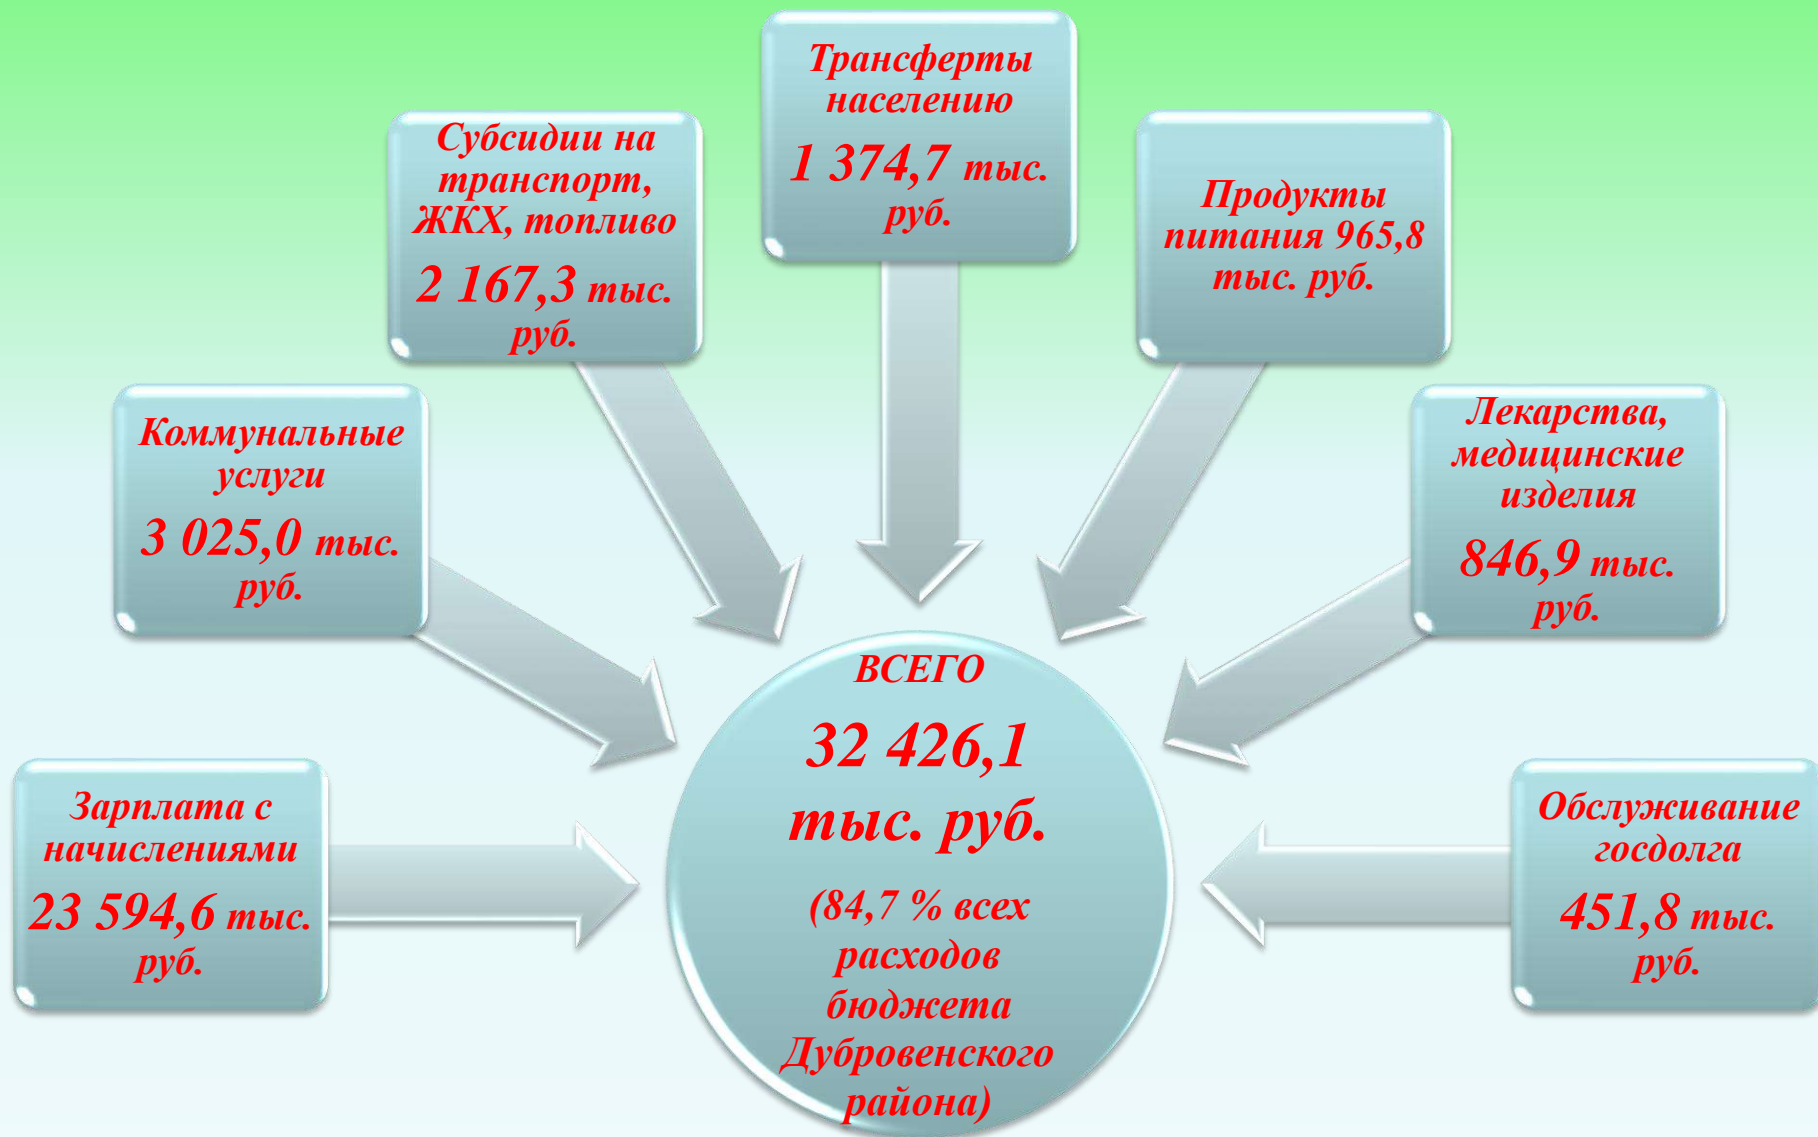 Трансферты
населению
1 374,7 тыс.
руб.
Субсидии на
транспорт,
ЖКХ, топливо
2 167,3 тыс.
руб.
Продукты
питания 965,8
тыс. руб.
Коммунальные
услуги
3 025,0 тыс.
руб.
Лекарства,
медицинские
изделия
846,9 тыс.
руб.
Зарплата с
начислениями
23 594,6 тыс.
руб.
ВСЕГО
32 426,1
тыс. руб.
(84,7 % всех
расходов
бюджета
Дубровенского
района)
Обслуживание
госдолга
451,8 тыс.
руб.